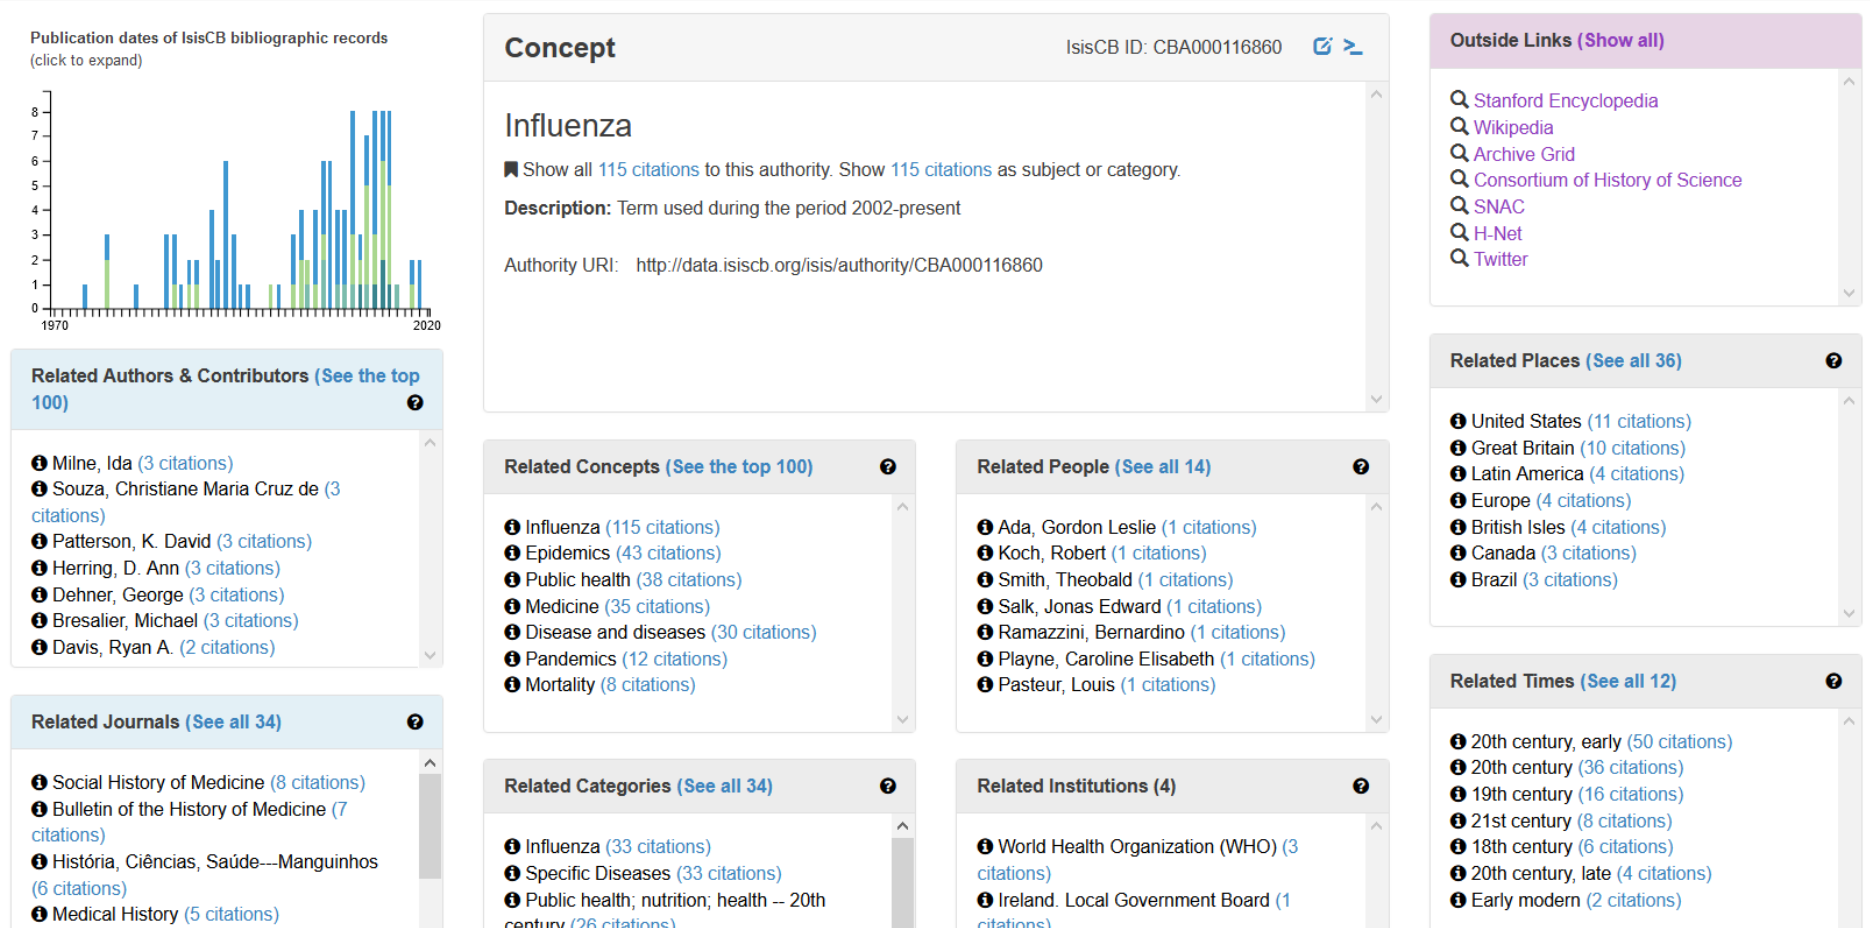 Publication dates of IsisCB bibliographic records
(click to expand)
8
7
6
5
4
3
2
1
0
1970
2020
Related Authors & Contributors (See the top
100)
Milne, Ida (3 citations)
Souza, Christiane Maria Cruz de (3
citations)
Patterson, K. David (3 citations)
Herring, D. Ann (3 citations)
Dehner, George (3 citations)
Bresalier, Michael (3 citations)
Davis, Ryan A. (2 citations)
Related Journals (See all 34)
Social History of Medicine (8 citations)
Bulletin of the History of Medicine (7
citations)
História, Ciências, Saúde---Manguinhos
(6 citations)
Medical History (5 citations)
Concept
IsisCB ID: CBA000116860
Influenza
Show all 115 citations to this authority. Show 115 citations as subject or category.
Description: Term used during the period 2002-present
Authority URI: http://data.isiscb.org/isis/authority/CBA000116860
Related Concepts (See the top 100)
Influenza (115 citations)
Epidemics (43 citations)
Public health (38 citations)
Medicine (35 citations)
Disease and diseases (30 citations)
Pandemics (12 citations)
Mortality (8 citations)
Related Categories (See all 34)
Influenza (33 citations)
Specific Diseases (33 citations)
Public health; nutrition; health -- 20th
century (26 citations)
Related People (See all 14)
Ada, Gordon Leslie (1 citations)
Koch, Robert (1 citations)
Smith, Theobald (1 citations)
Salk, Jonas Edward (1 citations)
Ramazzini, Bernardino (1 citations)
Playne, Caroline Elisabeth (1 citations)
Pasteur, Louis (1 citations)
Related Institutions (4)
World Health Organization (WHO) (3
citations)
Ireland. Local Government Board (1
citations)
Outside Links (Show all)
Stanford Encyclopedia
Wikipedia
Archive Grid
Consortium of History of Science
SNAC
H-Net
Twitter
Related Places (See all 36)
United States (11 citations)
Great Britain (10 citations)
Latin America (4 citations)
Europe (4 citations)
British Isles (4 citations)
Canada (3 citations)
Brazil (3 citations)
Related Times (See all 12)
20th century, early (50 citations)
20th century (36 citations)
19th century (16 citations)
21st century (8 citations)
18th century (6 citations)
20th century, late (4 citations)
Early modern (2 citations)